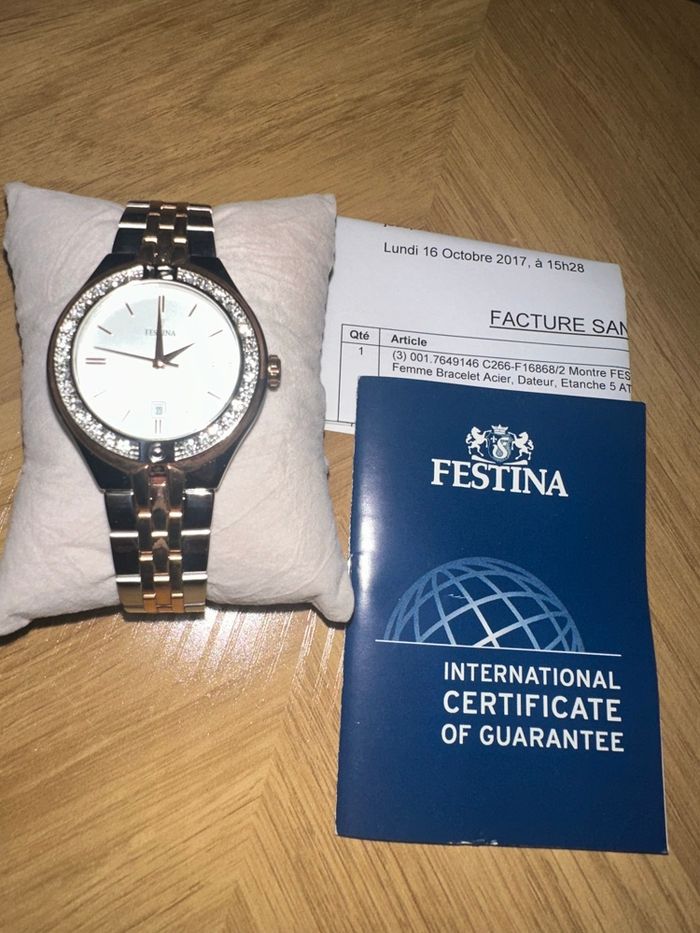 Lundi 16 Octobre 2017, à 15h28
FACTURE SAN
Qté Article
1 (3) 001.7649146 C266-F16868/2 Montre FES
Femme Bracelet Acier, Dateur, Etanche 5 AT
FESTINA
FESTINA
INTERNATIONAL
CERTIFICATE
OF GUARANTEE